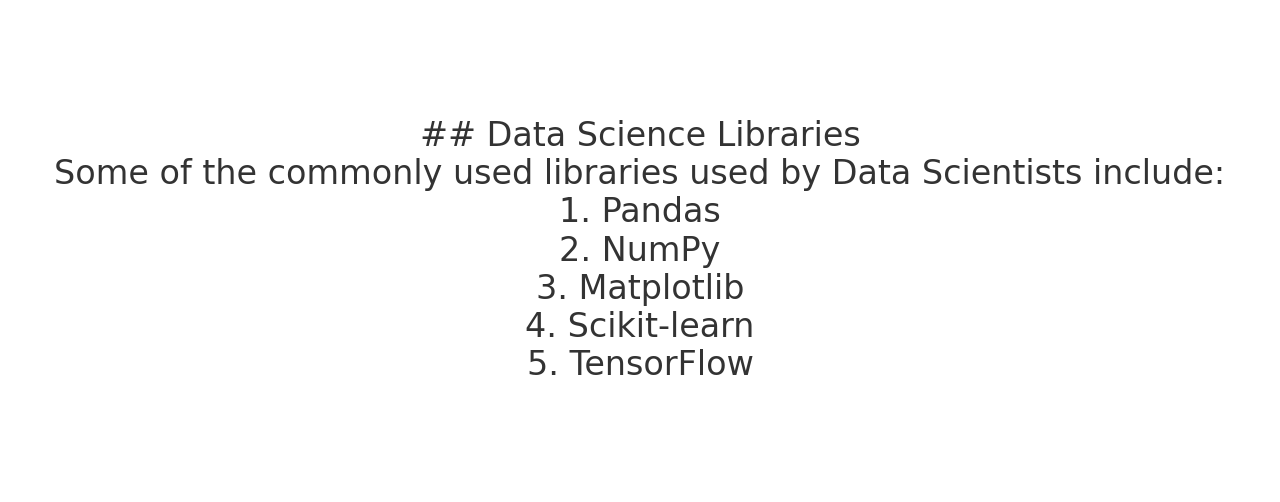 ## Data Science Libraries
Some of the commonly used libraries used by Data Scientists include:
1. Pandas
2. NumPy
3. Matplotlib
4. Scikit-learn
5. TensorFlow